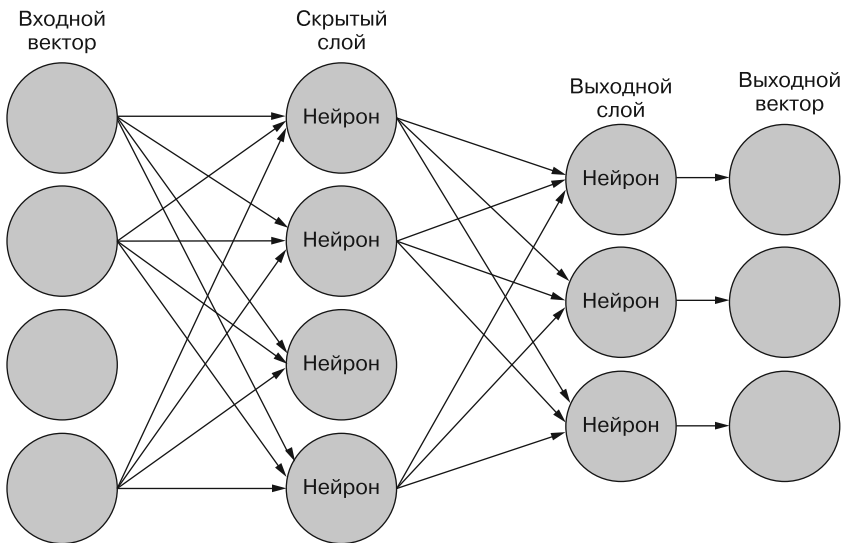 Входной
вектор
Скрытый
слой
Выходной
слой
Выходной
вектор
Нейрон
Нейрон
Нейрон
Нейрон
Нейрон
Нейрон
Нейрон